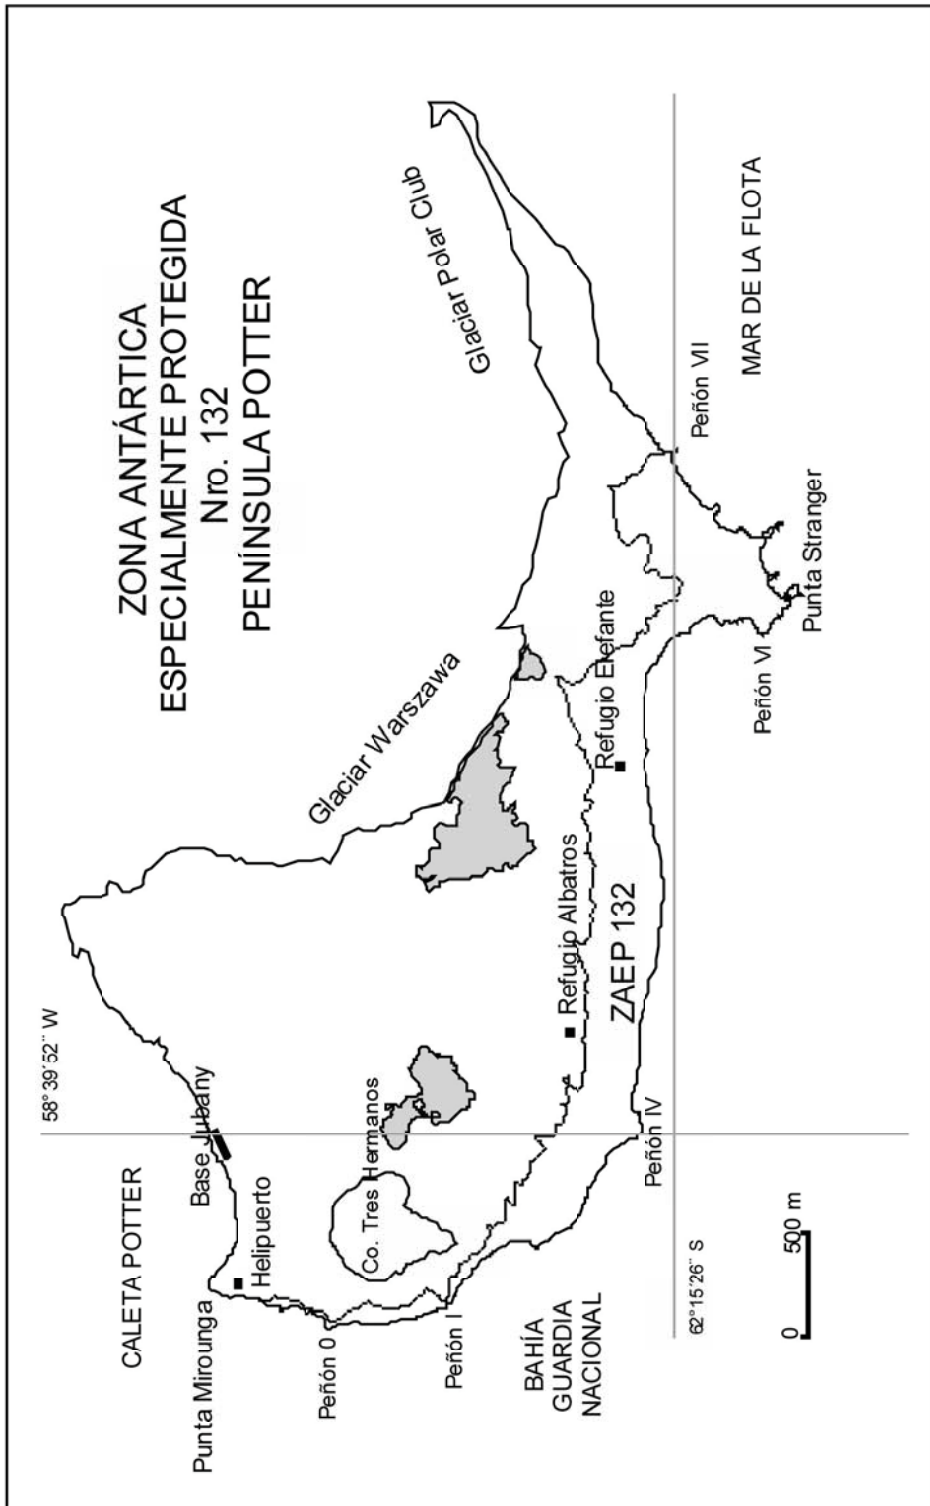 ZONA ANTÁRTICA
ESPECIALMENTE PROTEGIDA
Nro. 132
PENÍNSULA POTTER
58° 39´52¨ W
CALETA POTTER
Base Jubany
Punta Mirounga
Helipuerto
Glaciar Warszawa
Glaciar Polar Club
Co. Tres Hermanos
Peñón 0
Peñón I
BAHÍA
GUARDIA
NACIONAL
Refugio Albatros
Refugio Elefante
ZAEP 132
Peñón IV
Peñón VII
Peñón VI
Punta Stranger
MAR DE LA FLOTA
62°15´26¨ S
0 500 m